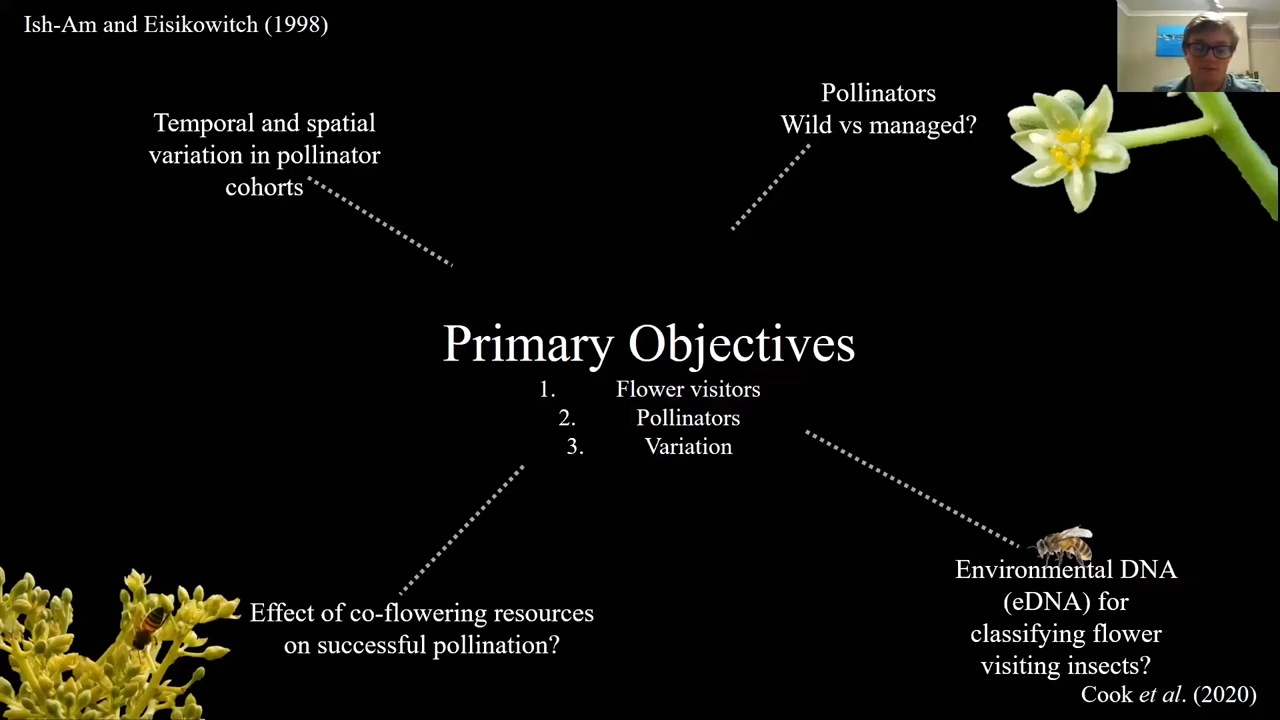 Ish-Am and Eisikowitch (1998)
Temporal and spatial
variation in pollinator
cohorts
Pollinators
Wild vs managed?
Primary Objectives
1. Flower visitors
2. Pollinators
3. Variation
Effect of co-flowering resources
on successful pollination?
Environmental DNA
(eDNA) for
classifying flower
visiting insects?
Cook et al. (2020)